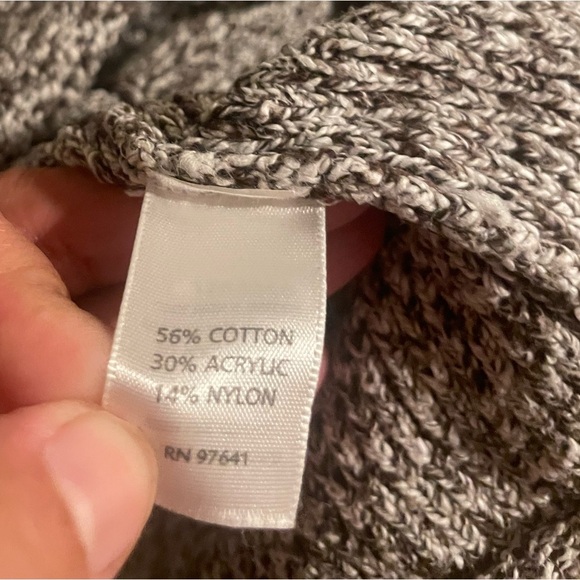 56% COTTON
30% ACRYLIC
14% NYLON
RN 97641